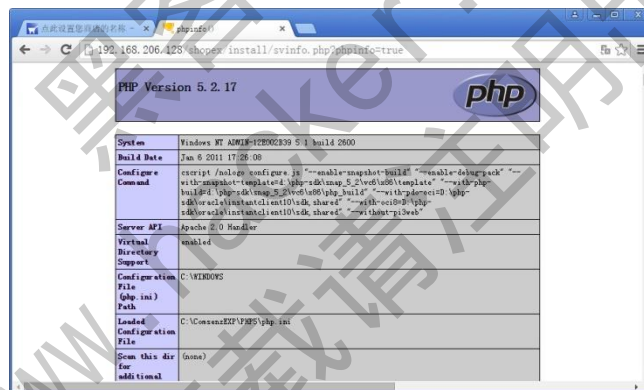 点此设置您云的名称 -
phpinfo()
192.168.206.128/shopex/install/svinfo.php?phpinfo=true
PHP Version 5.2.17
php
System Windows NT ADMIN-12E002B39 5.1 build 2600
Build Date Jan 6 2011 17:26:08
Configure cscript /nologo configure.js "--enable-snapshot-build" "--enable-debug-pack" "--
Command with-snapshot-template=d:\php-sdk\snap_5_2\vc6\x86\template" "--with-php-
build=d:\php-sdk\snap_5_2\vc6\x86\php_build" "--with-pdo-oci=D:\php-
sdk\oracle\instantclient10\sdk,shared" "--with-oci8=D:\php-
sdk\oracle\instantclient10\sdk,shared" "--without-pi3web"
Server API Apache 2.0 Handler
Virtual enabled
Directory
Support
Configuration C:\WINDOWS
File
(php.ini)
Path
Loaded C:\ComsenzEXP\PHP5\php.ini
Configuration
File
Scan this dir (none)
for
additional